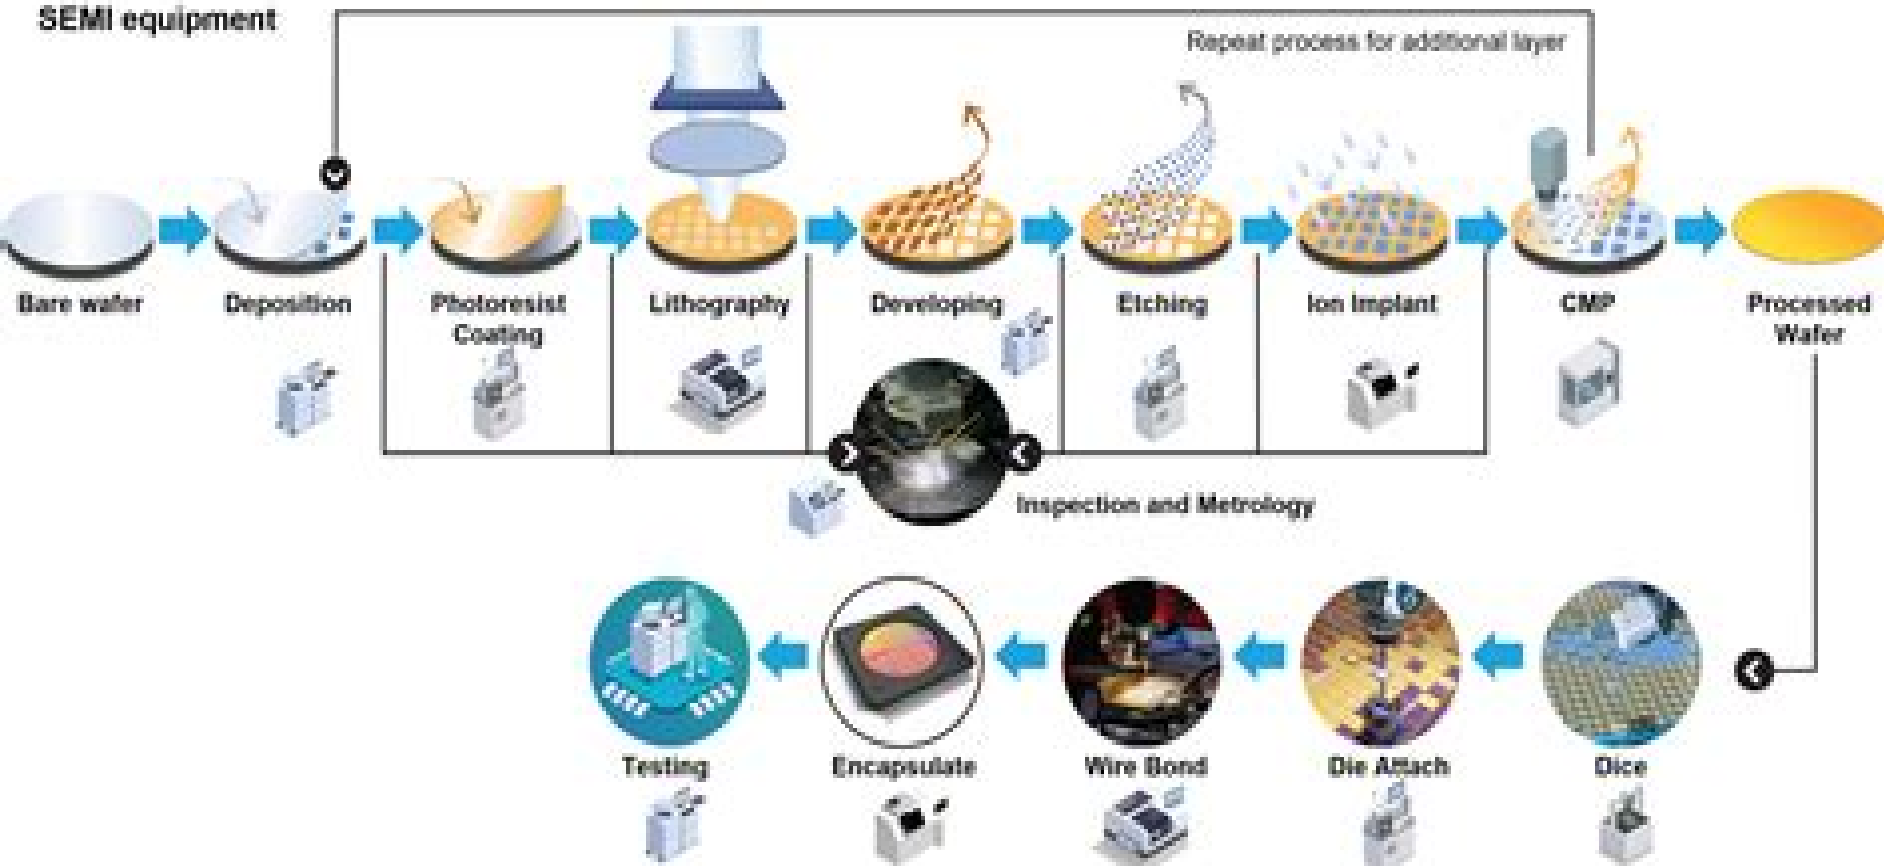 SEMI equipment
Repeat process for additional layer
Bare wafer
Deposition
Photoresist
Coating
Lithography
Developing
Etching
Ion Implant
CMP
Processed
Wafer
Inspection and Metrology
Testing
Encapsulate
Wire Bond
Die Attach
Dice